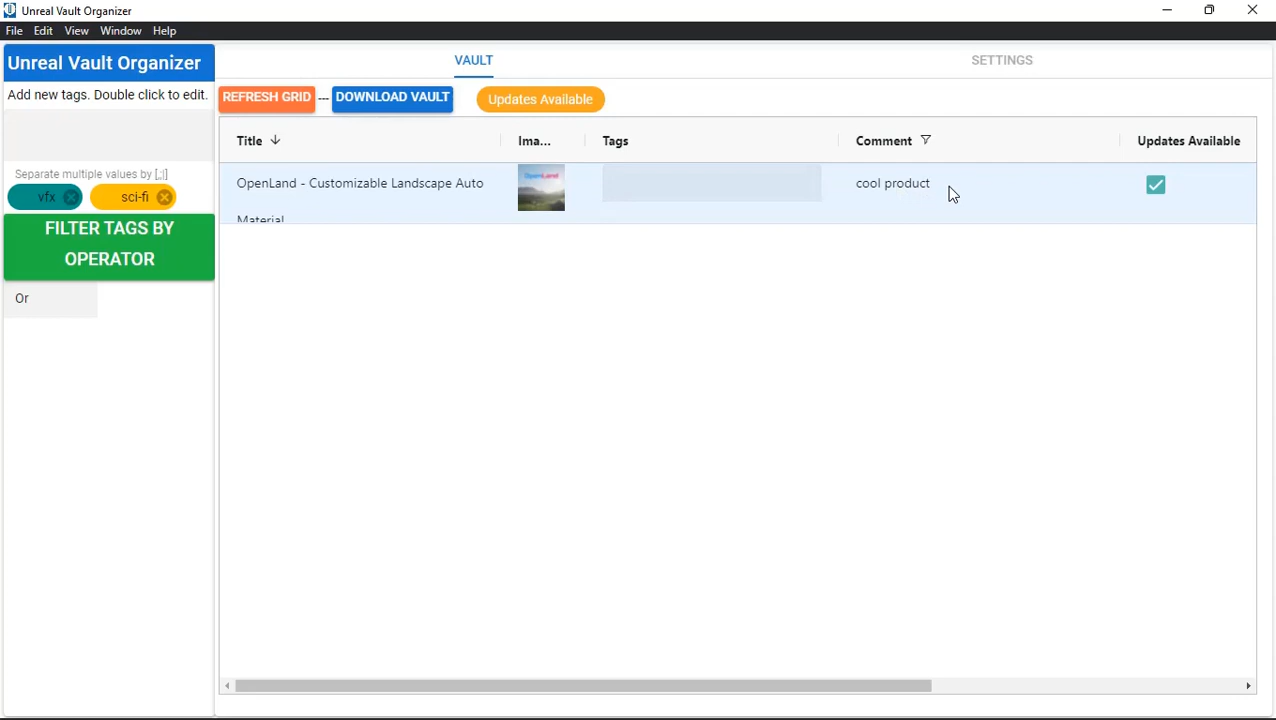 Unreal Vault Organizer
File Edit View Window Help
Unreal Vault Organizer
VAULT
SETTINGS
Add new tags. Double click to edit.
REFRESH GRID --- DOWNLOAD VAULT
Updates Available
Title
Ima...
Tags
Comment
Updates Available
Separate multiple values by [,;|]
vfx
sci-fi
OpenLand - Customizable Landscape Auto
Material
OpenLand
cool product
FILTER TAGS BY
OPERATOR
Or